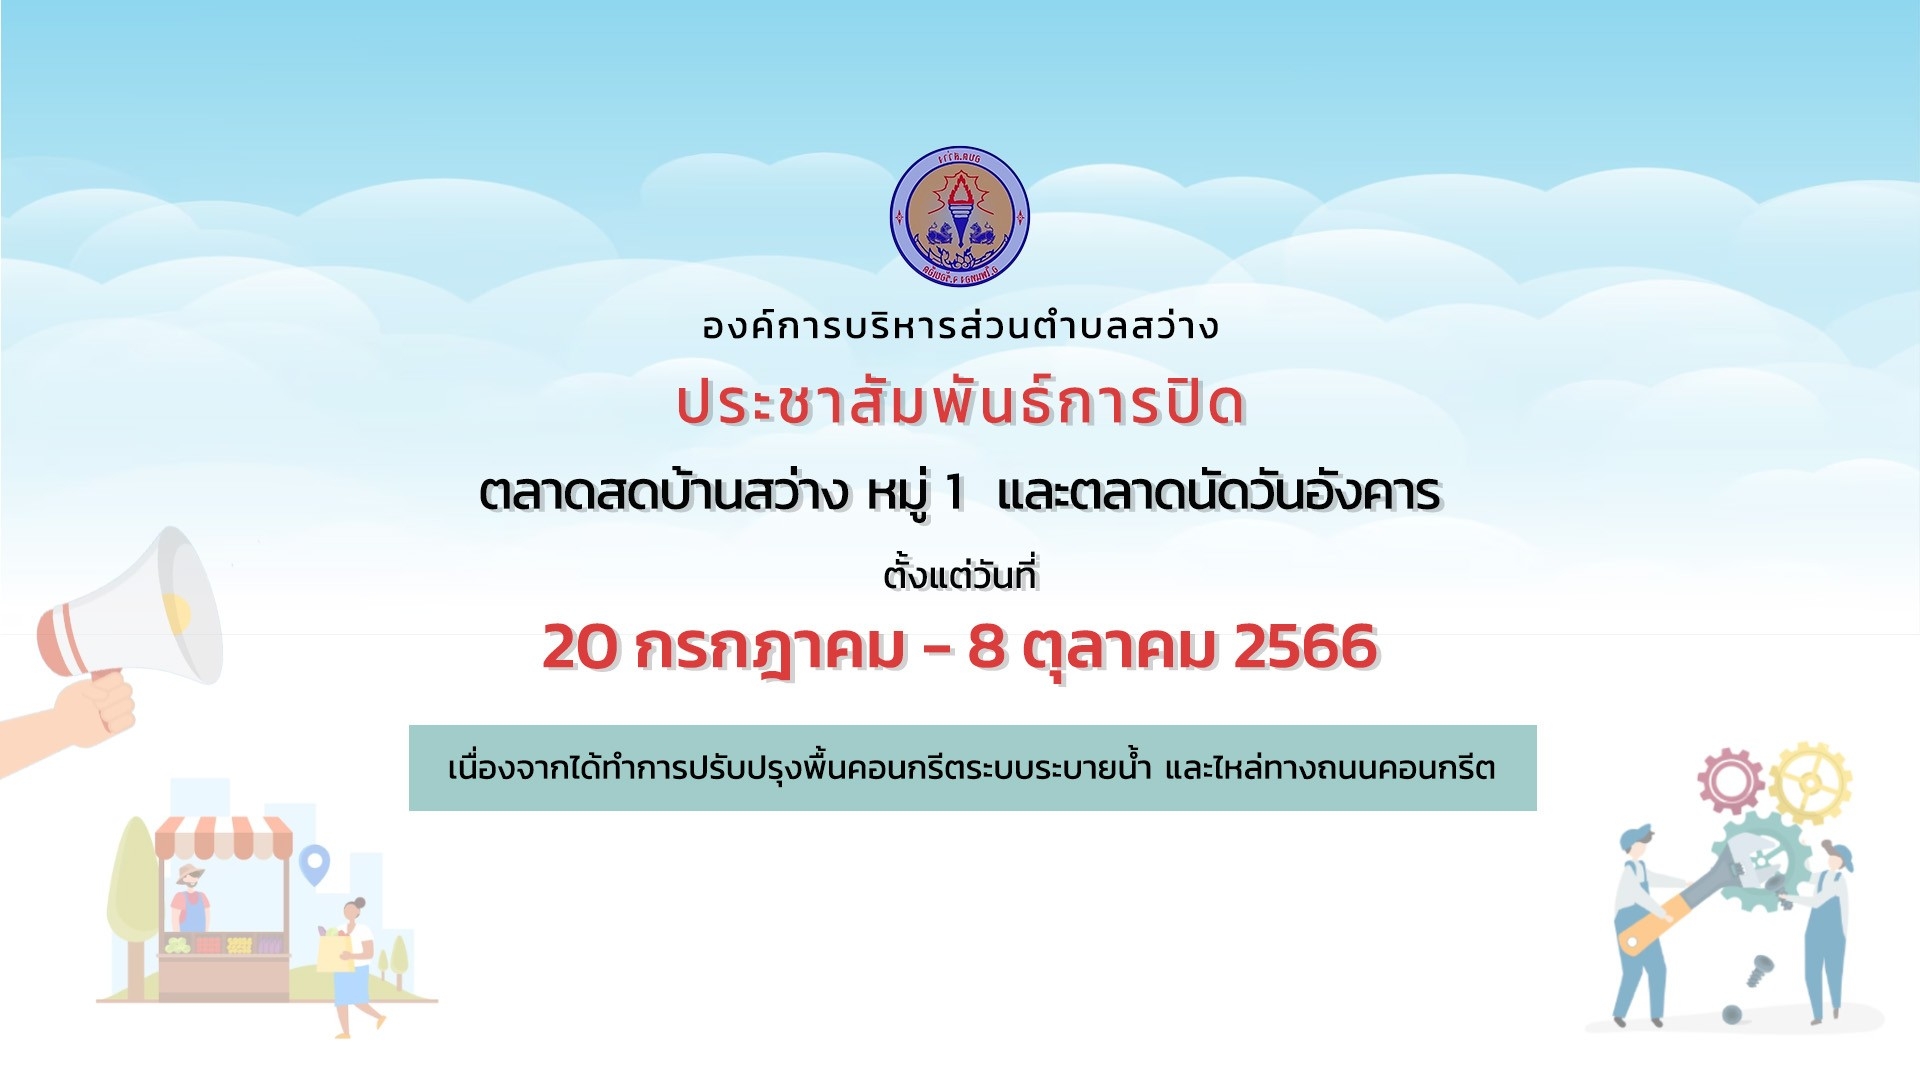 องค์การบริหารส่วนตำบลสว่าง
ประชาสัมพันธ์การปิด
ตลาดสดบ้านสว่าง หมู่ 1 และตลาดนัดวันอังคาร
ตั้งแต่วันที่
20 กรกฎาคม - 8 ตุลาคม 2566
เนื่องจากได้ทำการปรับปรุงพื้นคอนกรีตระบบระบายน้ำ และไหล่ทางถนนคอนกรีต